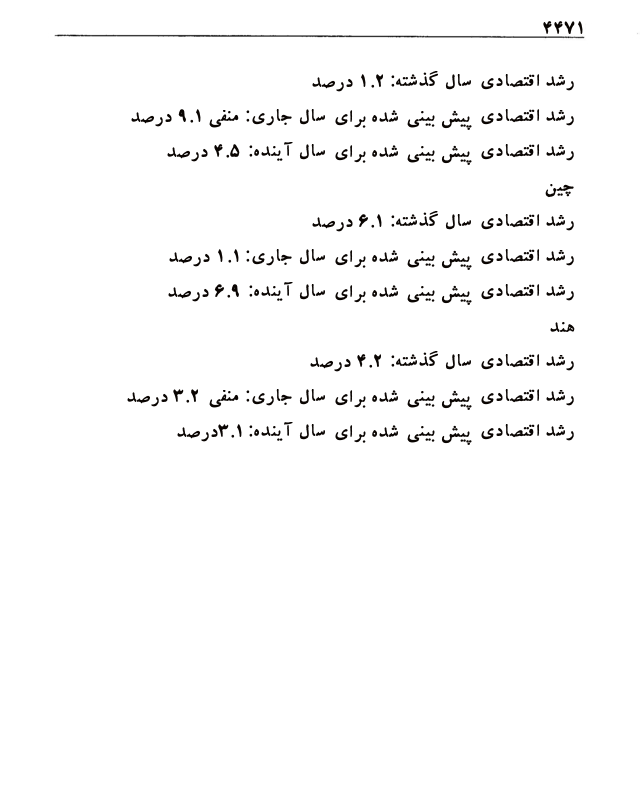 ۴۴۷۱
رشد اقتصادی سال گذشته: ۱.۲ درصد
رشد اقتصادی پیش بینی شده برای سال جاری: منفی ۹.۱ درصد
رشد اقتصادی پیش بینی شده برای سال آینده: ۴.۵ درصد
چین
رشد اقتصادی سال گذشته: ۶.۱ درصد
رشد اقتصادی پیش بینی شده برای سال جاری: ۱.۱ درصد
رشد اقتصادی پیش بینی شده برای سال آینده: ۶.۹ درصد
هند
رشد اقتصادی سال گذشته: ۴.۲ درصد
رشد اقتصادی پیش بینی شده برای سال جاری: منفی ۳.۲ درصد
رشد اقتصادی پیش بینی شده برای سال آینده: ۳.۱درصد